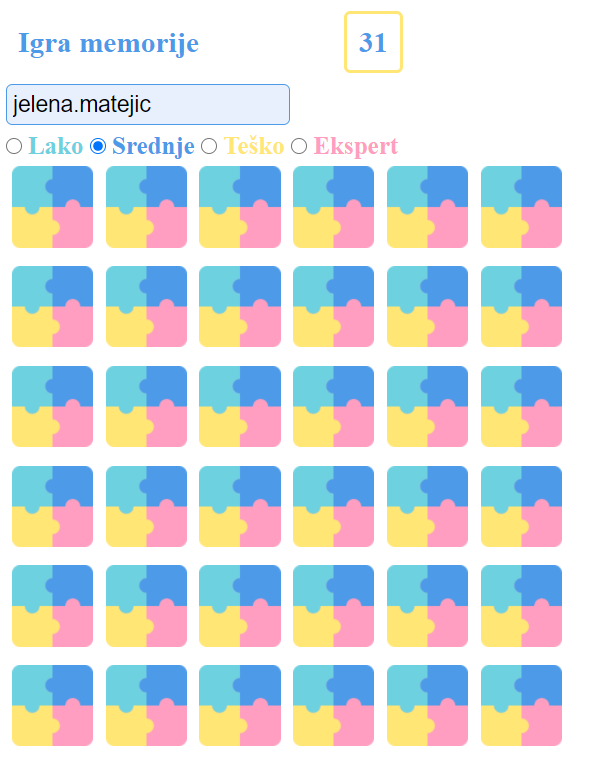 Igra memorije 31
jelena.matejic
Lako Srednje Teško Ekspert